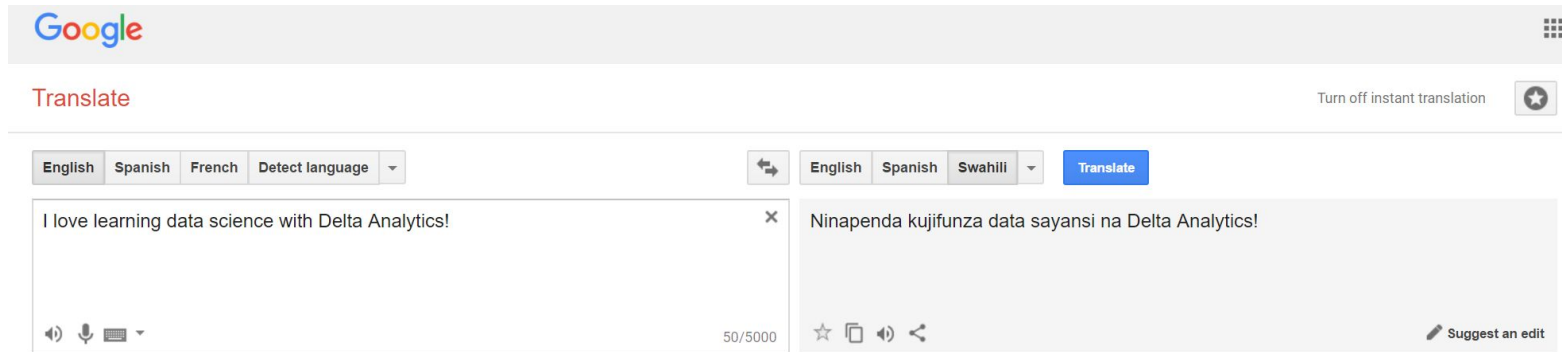 Google
Translate
Turn off instant translation
English Spanish French Detect language
English Spanish Swahili Translate
I love learning data science with Delta Analytics!
Ninapenda kujifunza data sayansi na Delta Analytics!
50/5000
Suggest an edit